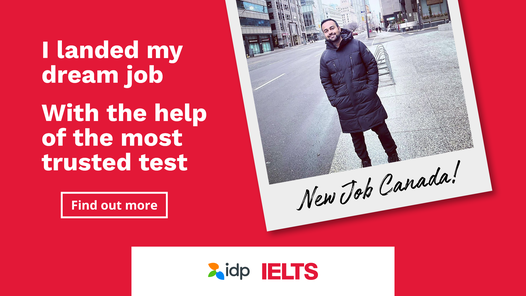 I landed my
dream job
With the help
of the most
trusted test
Find out more
New Job Canada!
idp IELTS